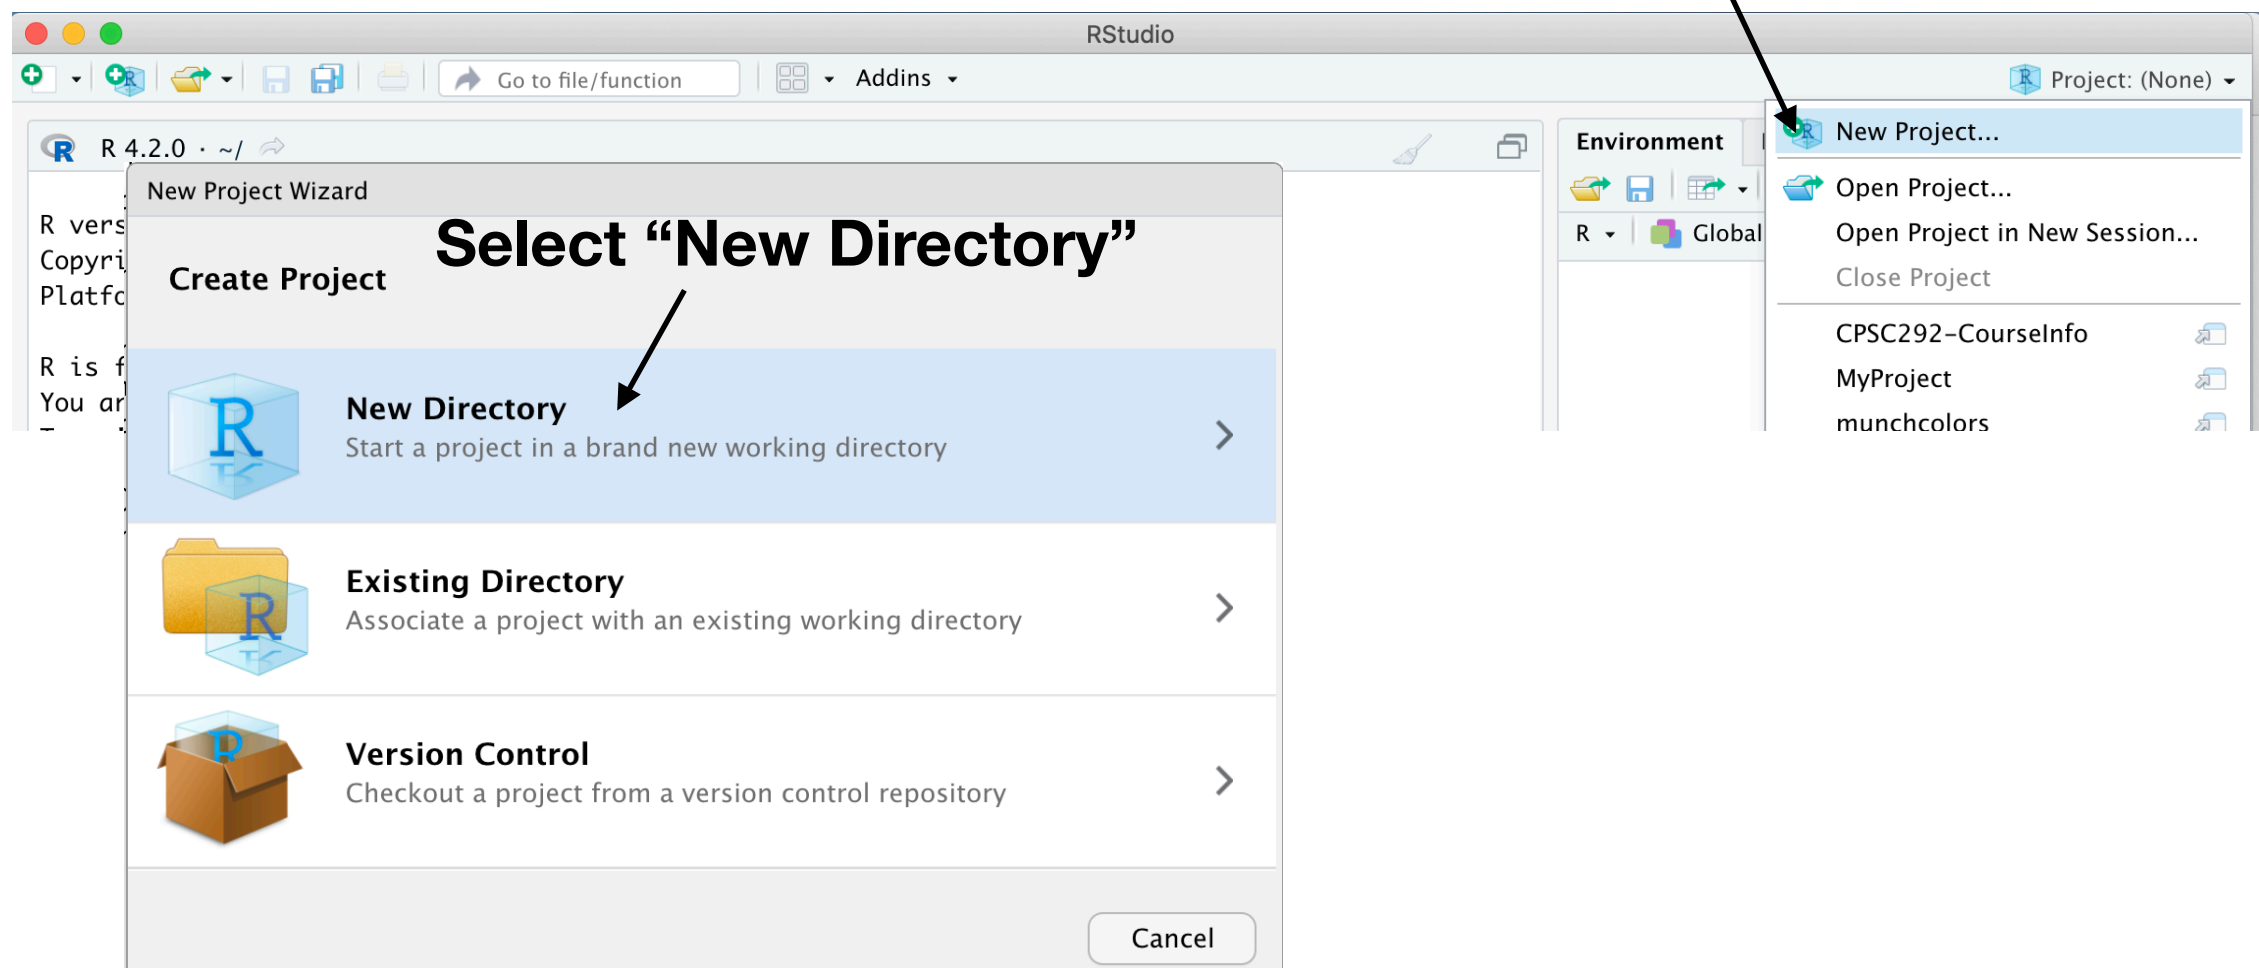 RStudio
Go to file/function
Addins
Project: (None)
R 4.2.0 · ~/
Environment
New Project...
Open Project...
Open Project in New Session...
Close Project
CPSC292-CourseInfo
MyProject
munchcolors
R
Global
R vers
Copyri
Platfo
R is f
You ar
New Project Wizard
Select “New Directory”
Create Project
New Directory
Start a project in a brand new working directory
Existing Directory
Associate a project with an existing working directory
Version Control
Checkout a project from a version control repository
Cancel